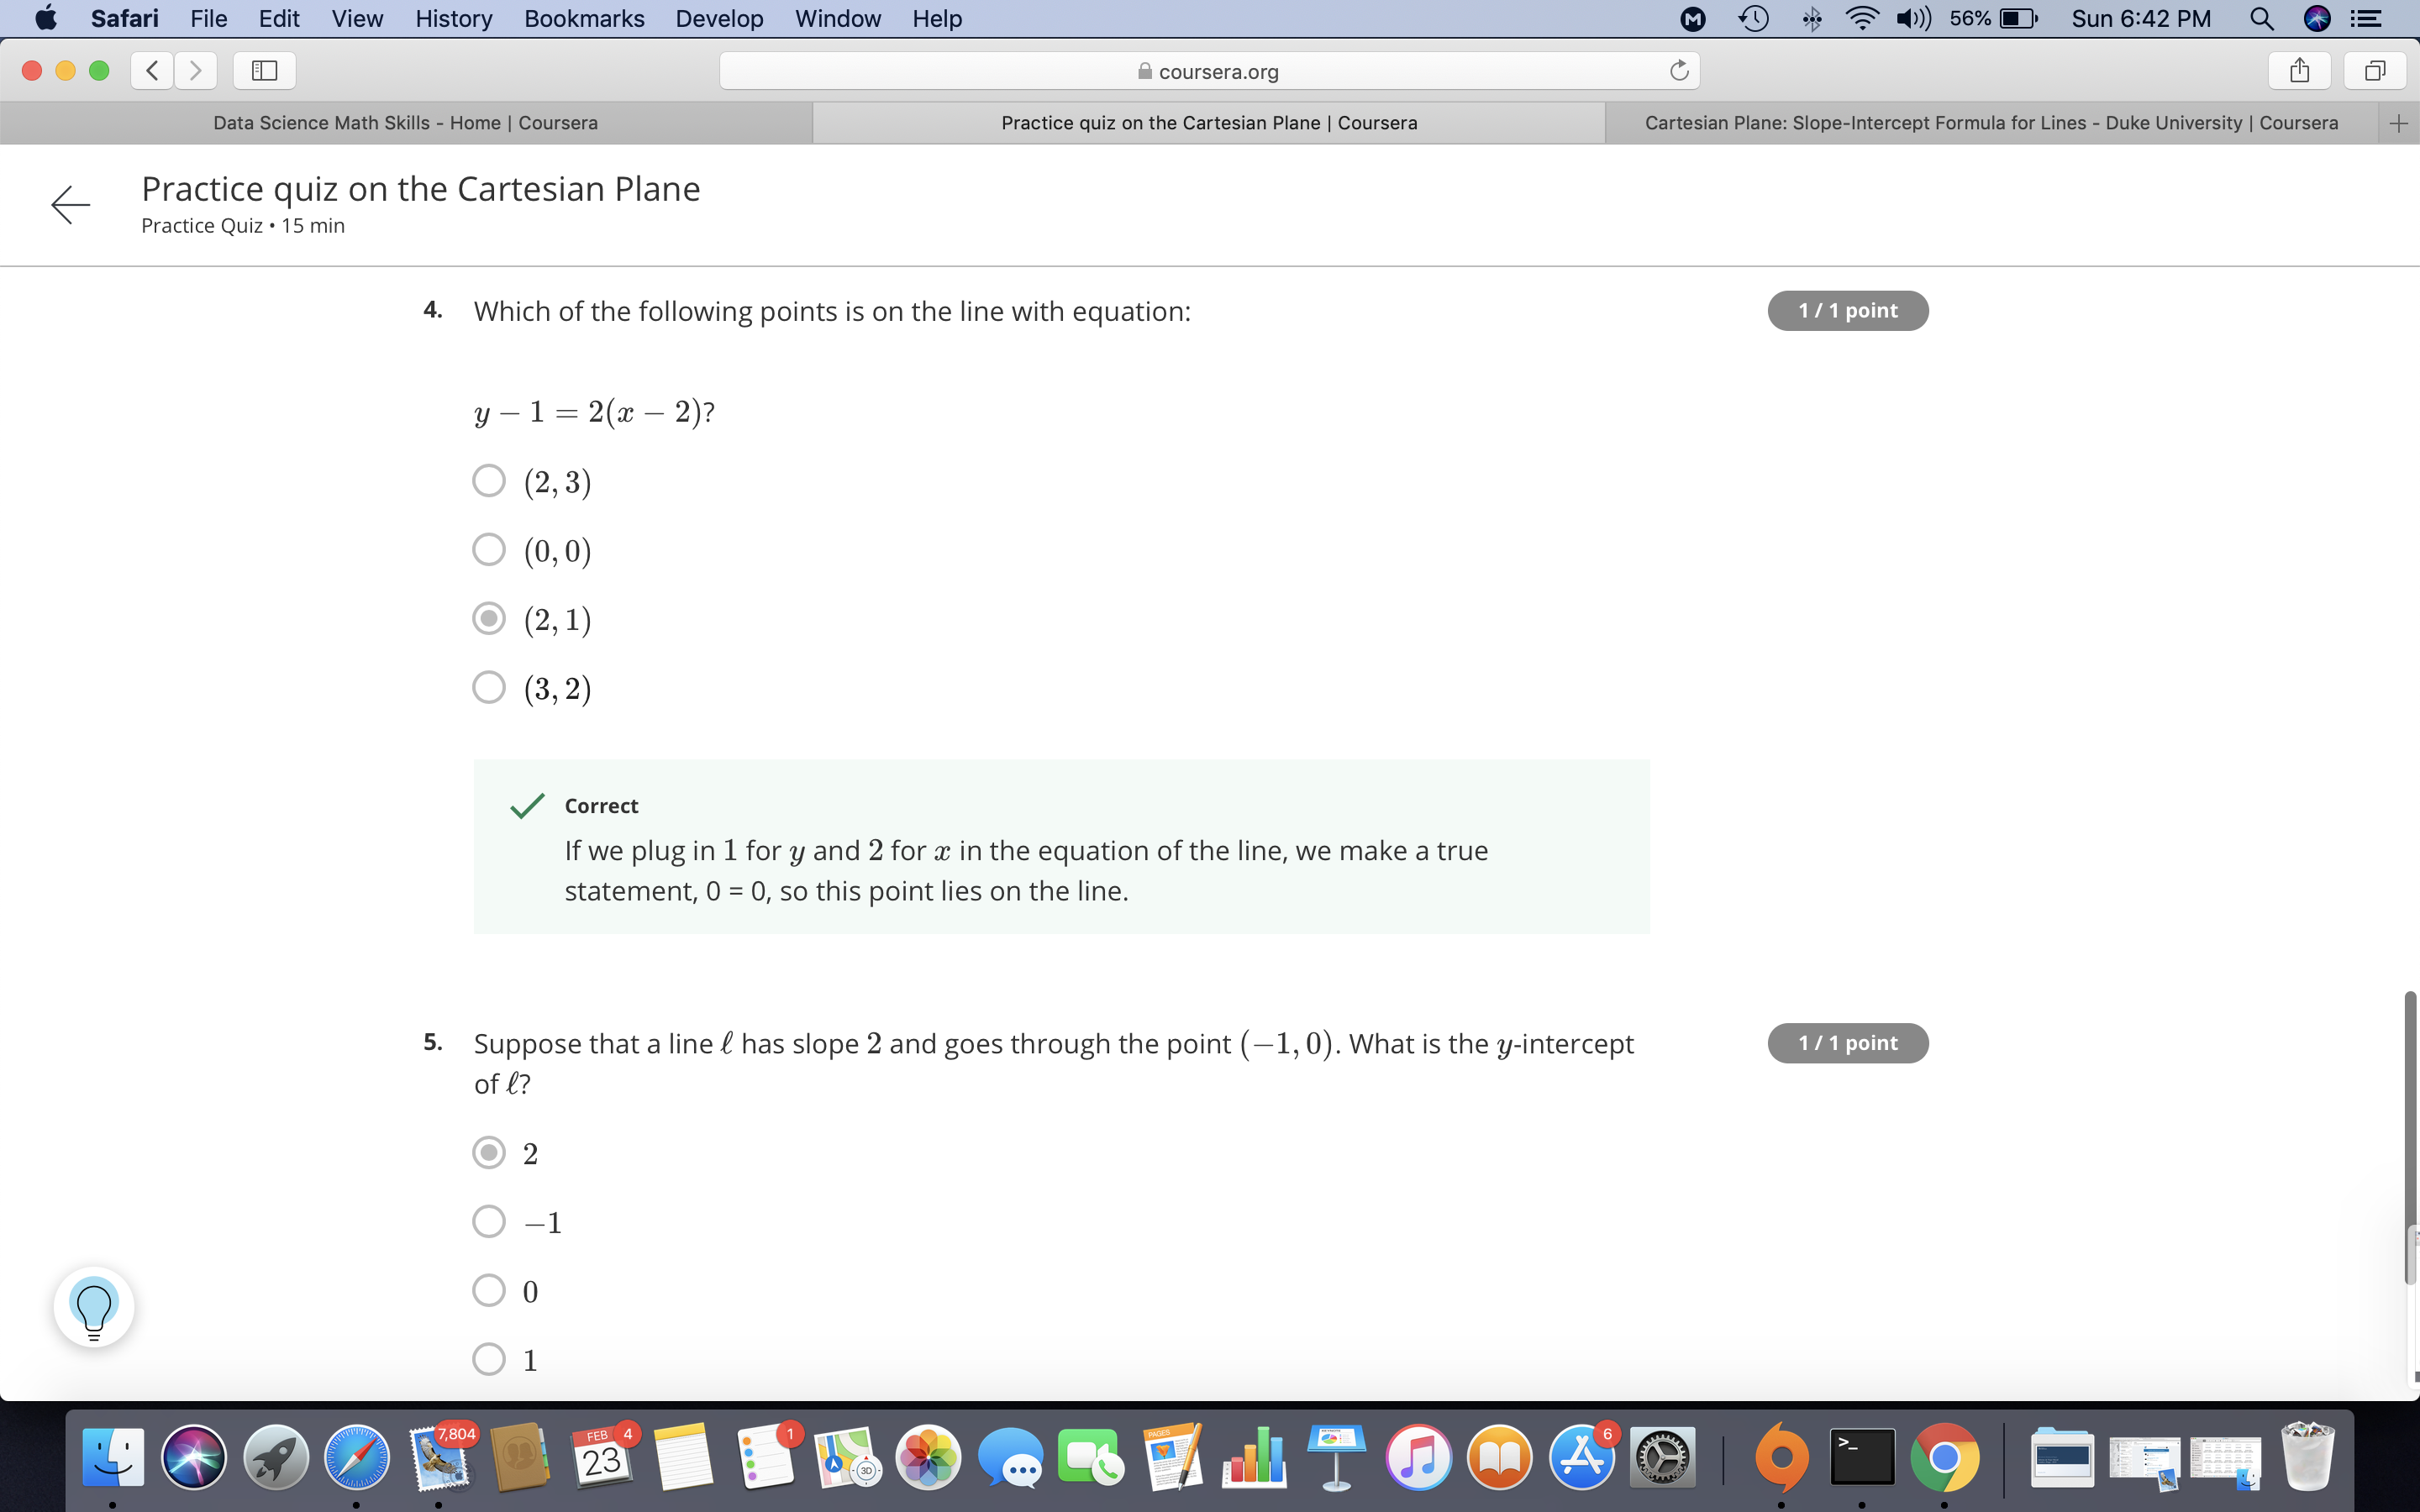 Safari File Edit View History Bookmarks Develop Window Help 56% Sun 6:42 PM
coursera.org
Data Science Math Skills - Home | Coursera
Practice quiz on the Cartesian Plane | Coursera
Cartesian Plane: Slope-Intercept Formula for Lines - Duke University | Coursera
Practice quiz on the Cartesian Plane
Practice Quiz • 15 min
4. Which of the following points is on the line with equation:
1 / 1 point
y − 1 = 2(x − 2)?
(2, 3)
(0, 0)
(2, 1)
(3, 2)
Correct
If we plug in 1 for y and 2 for x in the equation of the line, we make a true
statement, 0 = 0, so this point lies on the line.
5. Suppose that a line ℓ has slope 2 and goes through the point (−1, 0). What is the y-intercept
of ℓ?
1 / 1 point
2
−1
0
1
7,804
FEB
23
4
1
3D
PAGES
6
>_